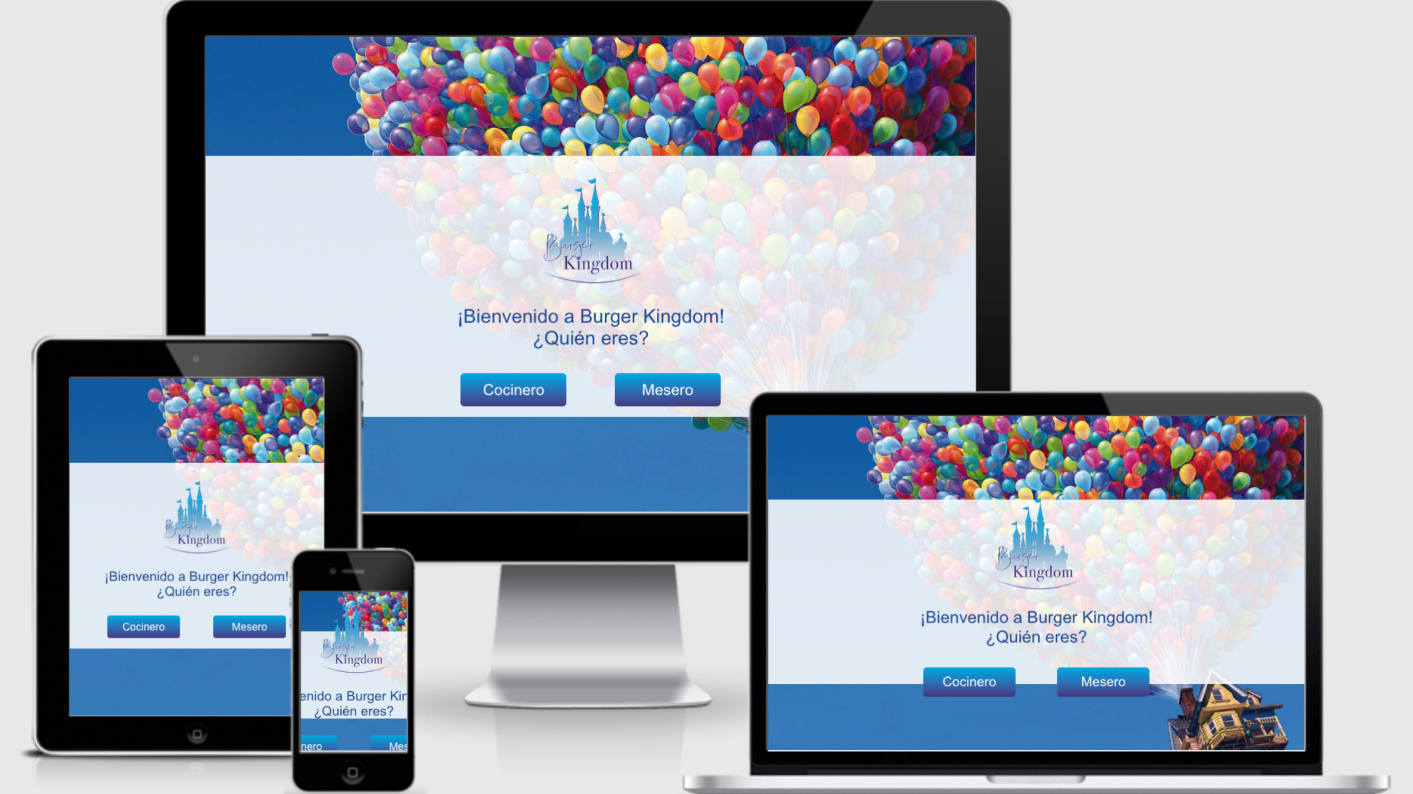 Burger
Kingdom
¡Bienvenido a Burger Kingdom!
¿Quién eres?
Cocinero Mesero
Burger
Kingdom
¡Bienvenido a Burger Kingdom!
¿Quién eres?
Cocinero Mesero
Burger
Kingdom
enido a Burger Kin
¿Quién eres?
nero Mes
Burger
Kingdom
¡Bienvenido a Burger Kingdom!
¿Quién eres?
Cocinero Mesero